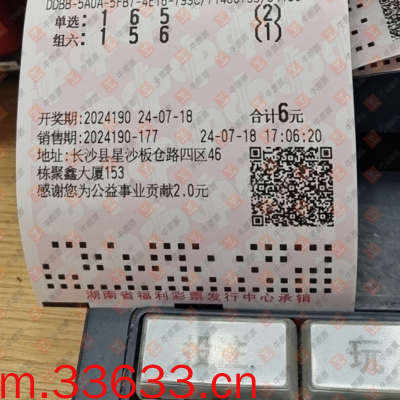 单选: 1 6 5 (2)
组六: 1 5 6 (1)
开奖期:2024190 24-07-18 合计6元
销售期:2024190-177 24-07-18 17:06:20
地址:长沙县星沙板仓路四区46
栋聚鑫大厦153
感谢您为公益事业贡献2.0元
湖南省福利彩票发行中心承销
玩
m.33633.cn